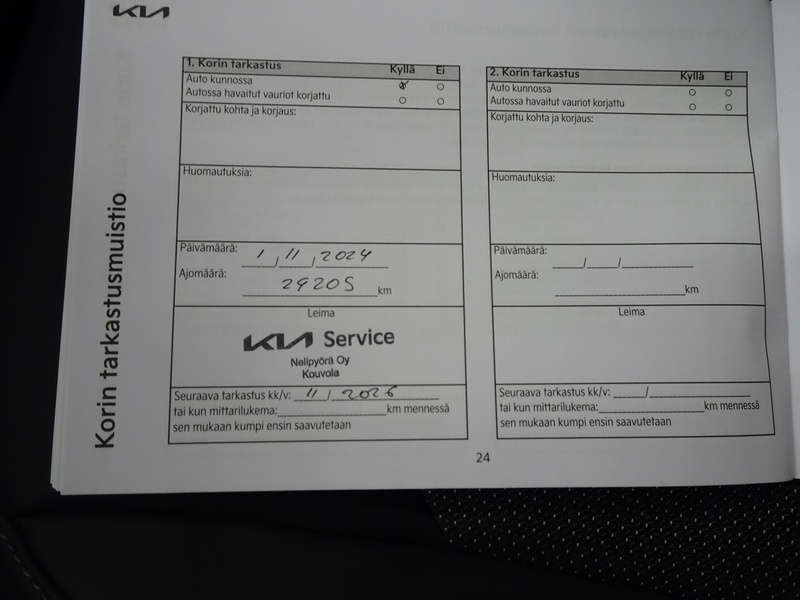 KIA
Korin tarkastusmuistio
1. Korin tarkastus Kyllä Ei
Auto kunnossa
Autossa havaitut vauriot korjattu
Korjattu kohta ja korjaus:
Huomautuksia:
Päivämäärä: 1 / 11 / 2024
Ajomäärä: 29205 km
Leima
KIA Service
Nelipyörä Oy
Kouvola
Seuraava tarkastus kk/v: 11 / 2026
tai kun mittarilukema: km mennessä
sen mukaan kumpi ensin saavutetaan
2. Korin tarkastus Kyllä Ei
Auto kunnossa
Autossa havaitut vauriot korjattu
Korjattu kohta ja korjaus:
Huomautuksia:
Päivämäärä: / /
Ajomäärä: km
Leima
Seuraava tarkastus kk/v: /
tai kun mittarilukema: km mennessä
sen mukaan kumpi ensin saavutetaan
24